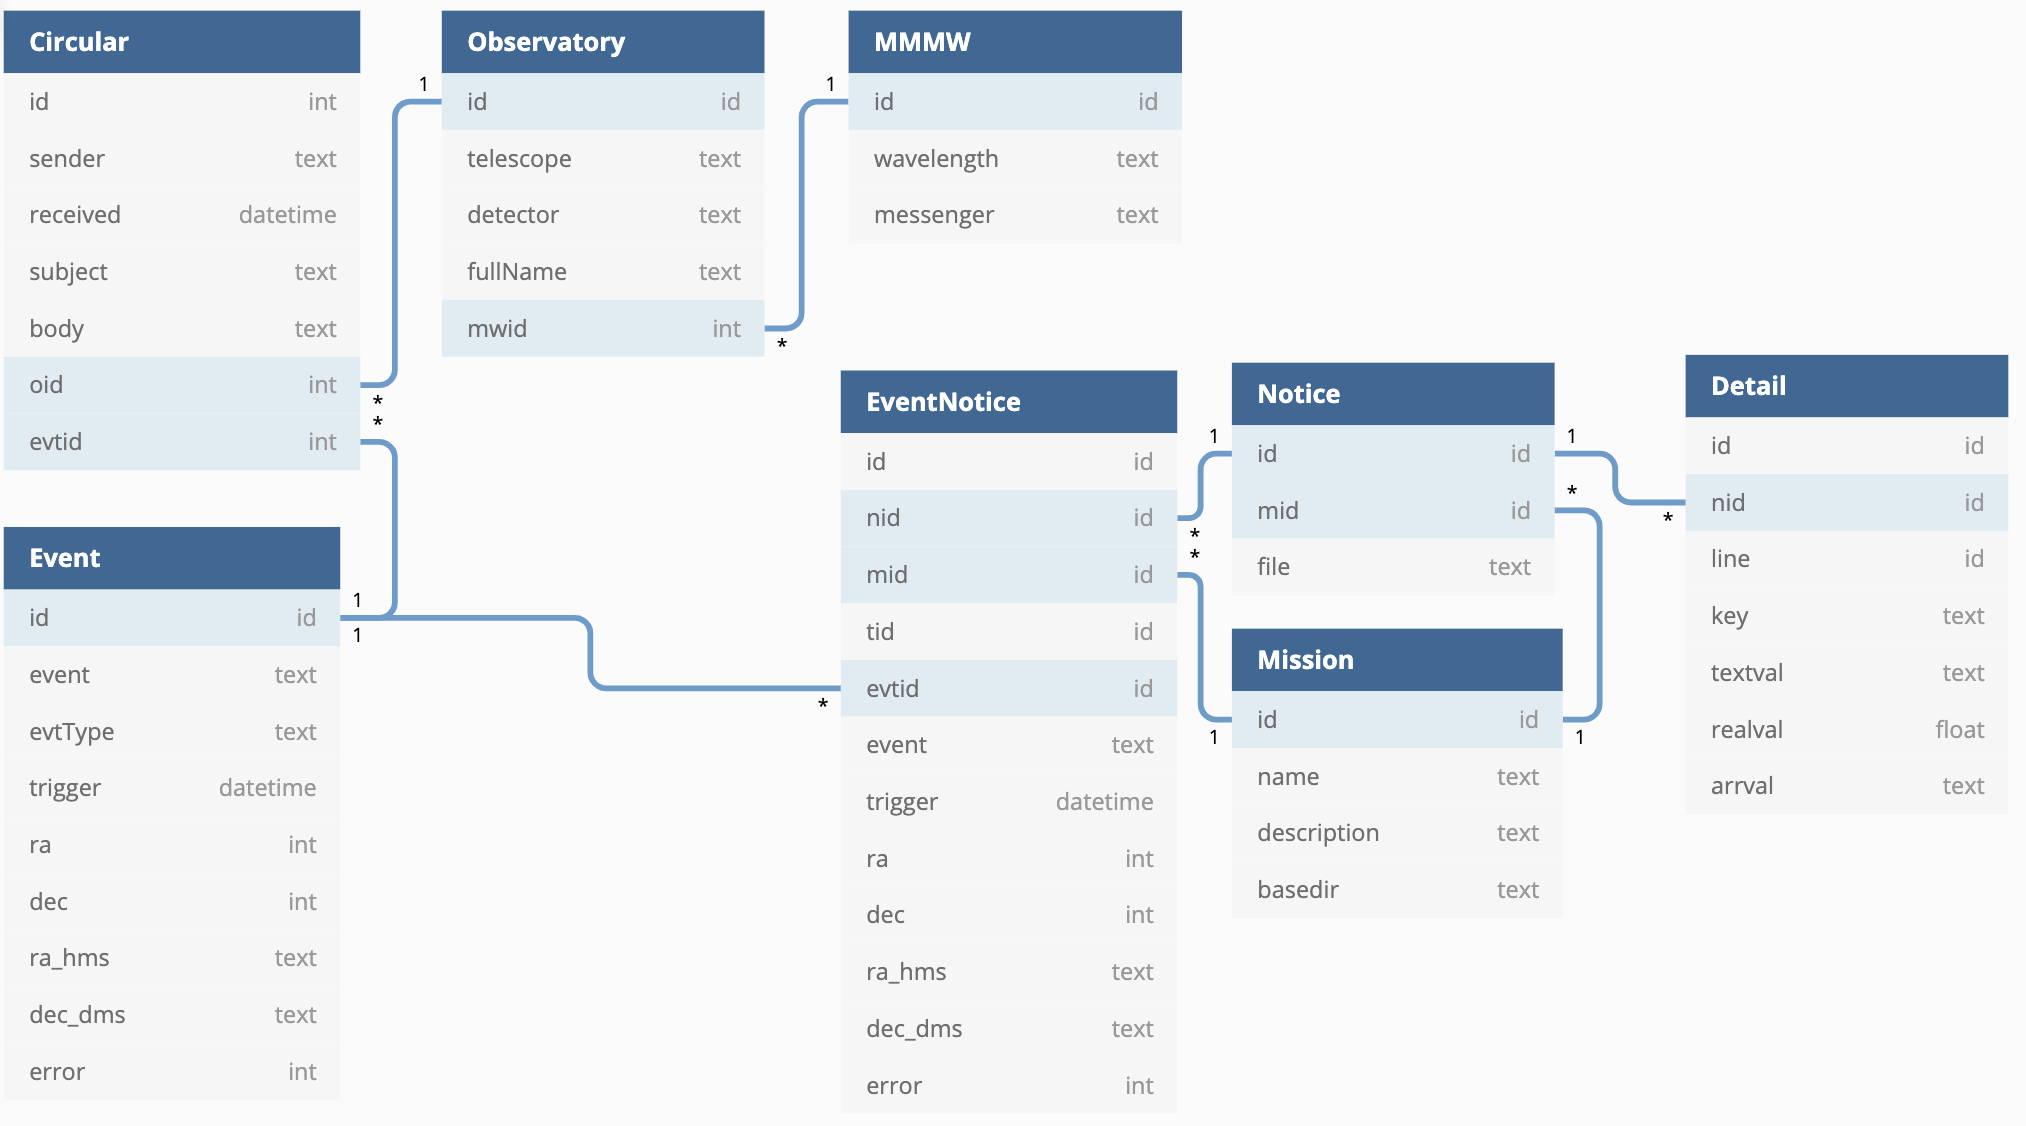 Circular
id int
sender text
received datetime
subject text
body text
oid int
evtid int
*
*
1
Observatory
id id
telescope text
detector text
fullName text
mwid int
*
1
MMMW
id id
wavelength text
messenger text
Event
id id
event text
evtType text
trigger datetime
ra int
dec int
ra_hms text
dec_dms text
error int
1
1
*
EventNotice
id id
nid id
mid id
tid id
evtid id
event text
trigger datetime
ra int
dec int
ra_hms text
dec_dms text
error int
*
*
1
1
Notice
id id
mid id
file text
1
*
Mission
id id
name text
description text
basedir text
1
*
Detail
id id
nid id
line id
key text
textval text
realval float
arrval text